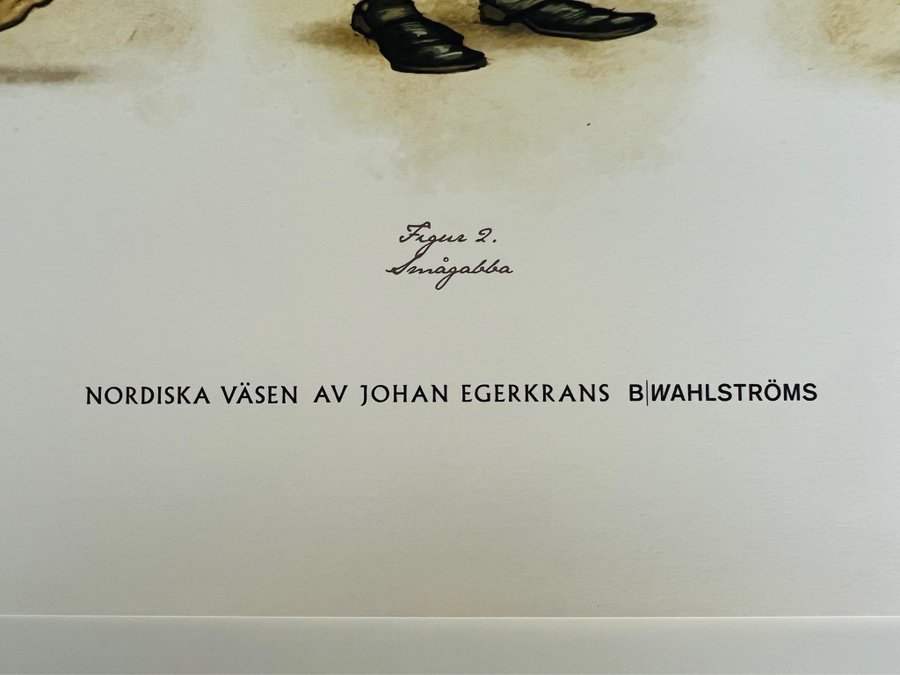 Figur 2.
Smågabba
NORDISKA VÄSEN AV JOHAN EGERKRANS B|WAHLSTRÖMS